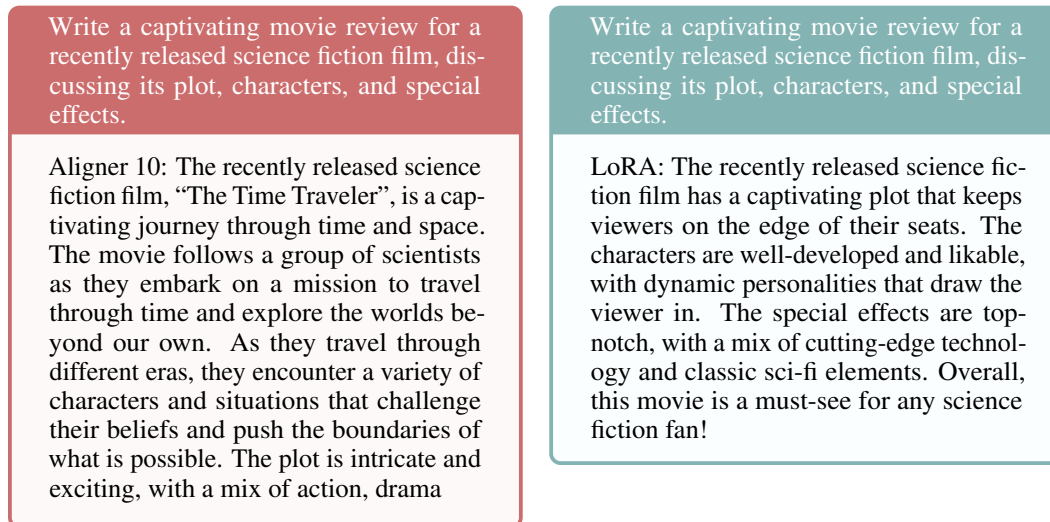 Write a captivating movie review for a
recently released science fiction film, dis-
cussing its plot, characters, and special
effects.
Aligner 10: The recently released science
fiction film, “The Time Traveler”, is a cap-
tivating journey through time and space.
The movie follows a group of scientists
as they embark on a mission to travel
through time and explore the worlds be-
yond our own. As they travel through
different eras, they encounter a variety of
characters and situations that challenge
their beliefs and push the boundaries of
what is possible. The plot is intricate and
exciting, with a mix of action, drama
Write a captivating movie review for a
recently released science fiction film, dis-
cussing its plot, characters, and special
effects.
LoRA: The recently released science fic-
tion film has a captivating plot that keeps
viewers on the edge of their seats. The
characters are well-developed and likable,
with dynamic personalities that draw the
viewer in. The special effects are top-
notch, with a mix of cutting-edge technol-
ogy and classic sci-fi elements. Overall,
this movie is a must-see for any science
fiction fan!